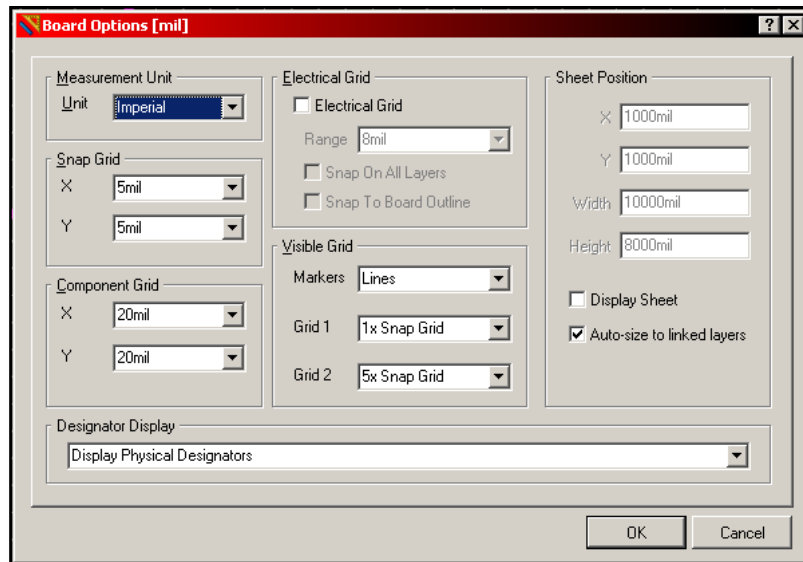 Board Options [mil]
Measurement Unit
Unit Imperial
Snap Grid
X 5mil
Y 5mil
Component Grid
X 20mil
Y 20mil
Electrical Grid
Electrical Grid
Range 8mil
Snap On All Layers
Snap To Board Outline
Visible Grid
Markers Lines
Grid 1 1x Snap Grid
Grid 2 5x Snap Grid
Sheet Position
X 1000mil
Y 1000mil
Width 10000mil
Height 8000mil
Display Sheet
Auto-size to linked layers
Designator Display
Display Physical Designators
OK Cancel